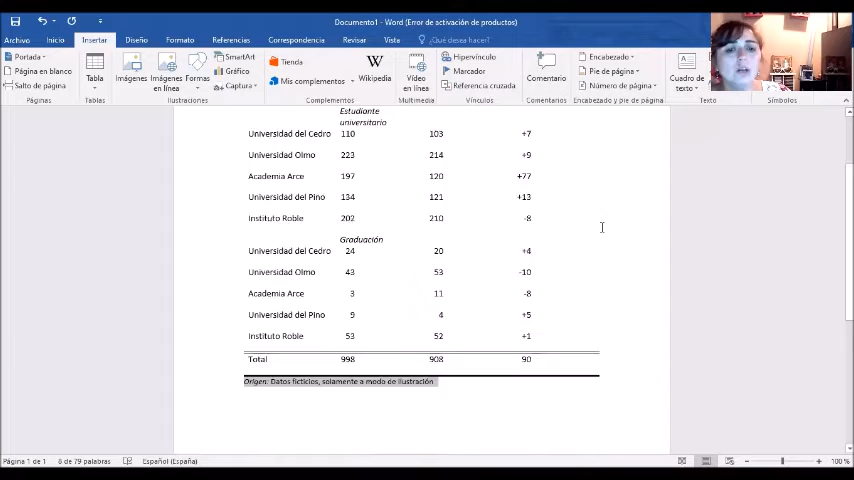 Documento1 - Word (Error de activación de productos)
Archivo Inicio Insertar Diseño Formato Referencias Correspondencia Revisar Vista ¿Qué desea hacer?
Portada
Página en blanco
Salto de página
Páginas
Tabla
Tablas
Imágenes
Imágenes en línea
Formas
SmartArt
Gráfico
Captura
Ilustraciones
Tienda
Mis complementos
Wikipedia
Complementos
Vídeo en línea
Multimedia
Hipervínculo
Marcador
Referencia cruzada
Vínculos
Comentario
Comentarios
Encabezado
Pie de página
Número de página
Encabezado y pie de página
Cuadro de texto
Texto
Símbolos
Estudiante
universitario
Universidad del Cedro 110 103 +7
Universidad Olmo 223 214 +9
Academia Arce 197 120 +77
Universidad del Pino 134 121 +13
Instituto Roble 202 210 -8
Graduación
Universidad del Cedro 24 20 +4
Universidad Olmo 43 53 -10
Academia Arce 3 11 -8
Universidad del Pino 9 4 +5
Instituto Roble 53 52 +1
Total 998 908 90
Origen: Datos ficticios, solamente a modo de ilustración
Página 1 de 1 6 de 79 palabras Español (España) 100 %